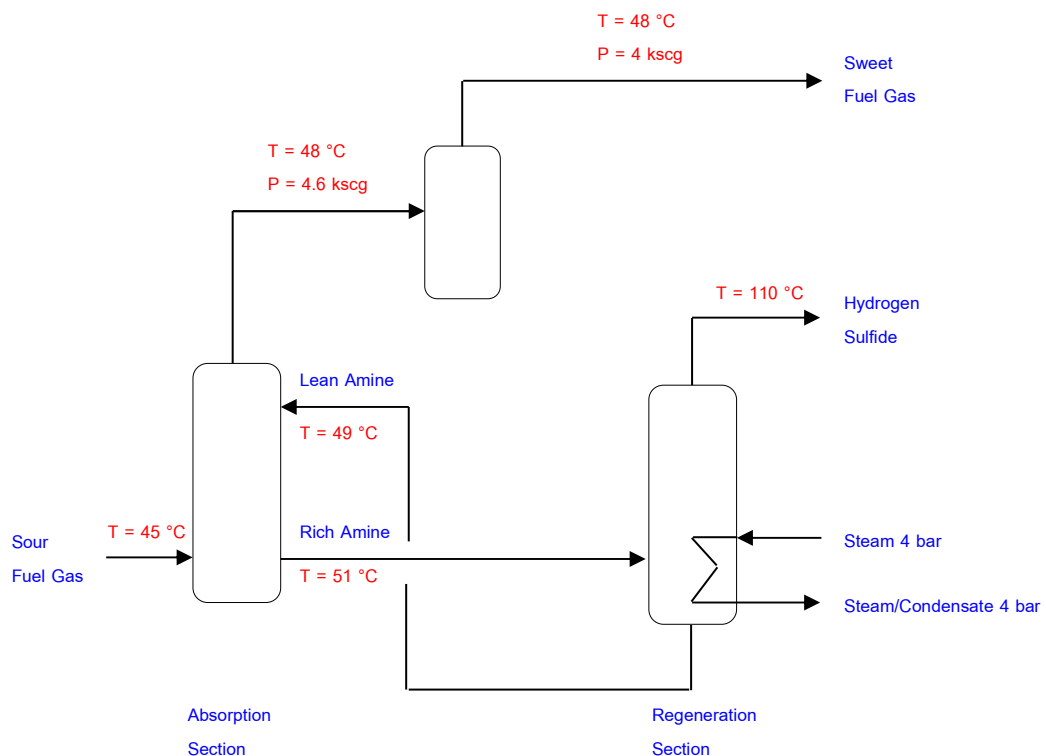 T = 48 °C
P = 4 kscg
Sweet
Fuel Gas
T = 48 °C
P = 4.6 kscg
T = 110 °C
Hydrogen
Sulfide
Lean Amine
T = 49 °C
Sour
Fuel Gas
T = 45 °C
Rich Amine
T = 51 °C
Steam 4 bar
Steam/Condensate 4 bar
Absorption
Section
Regeneration
Section